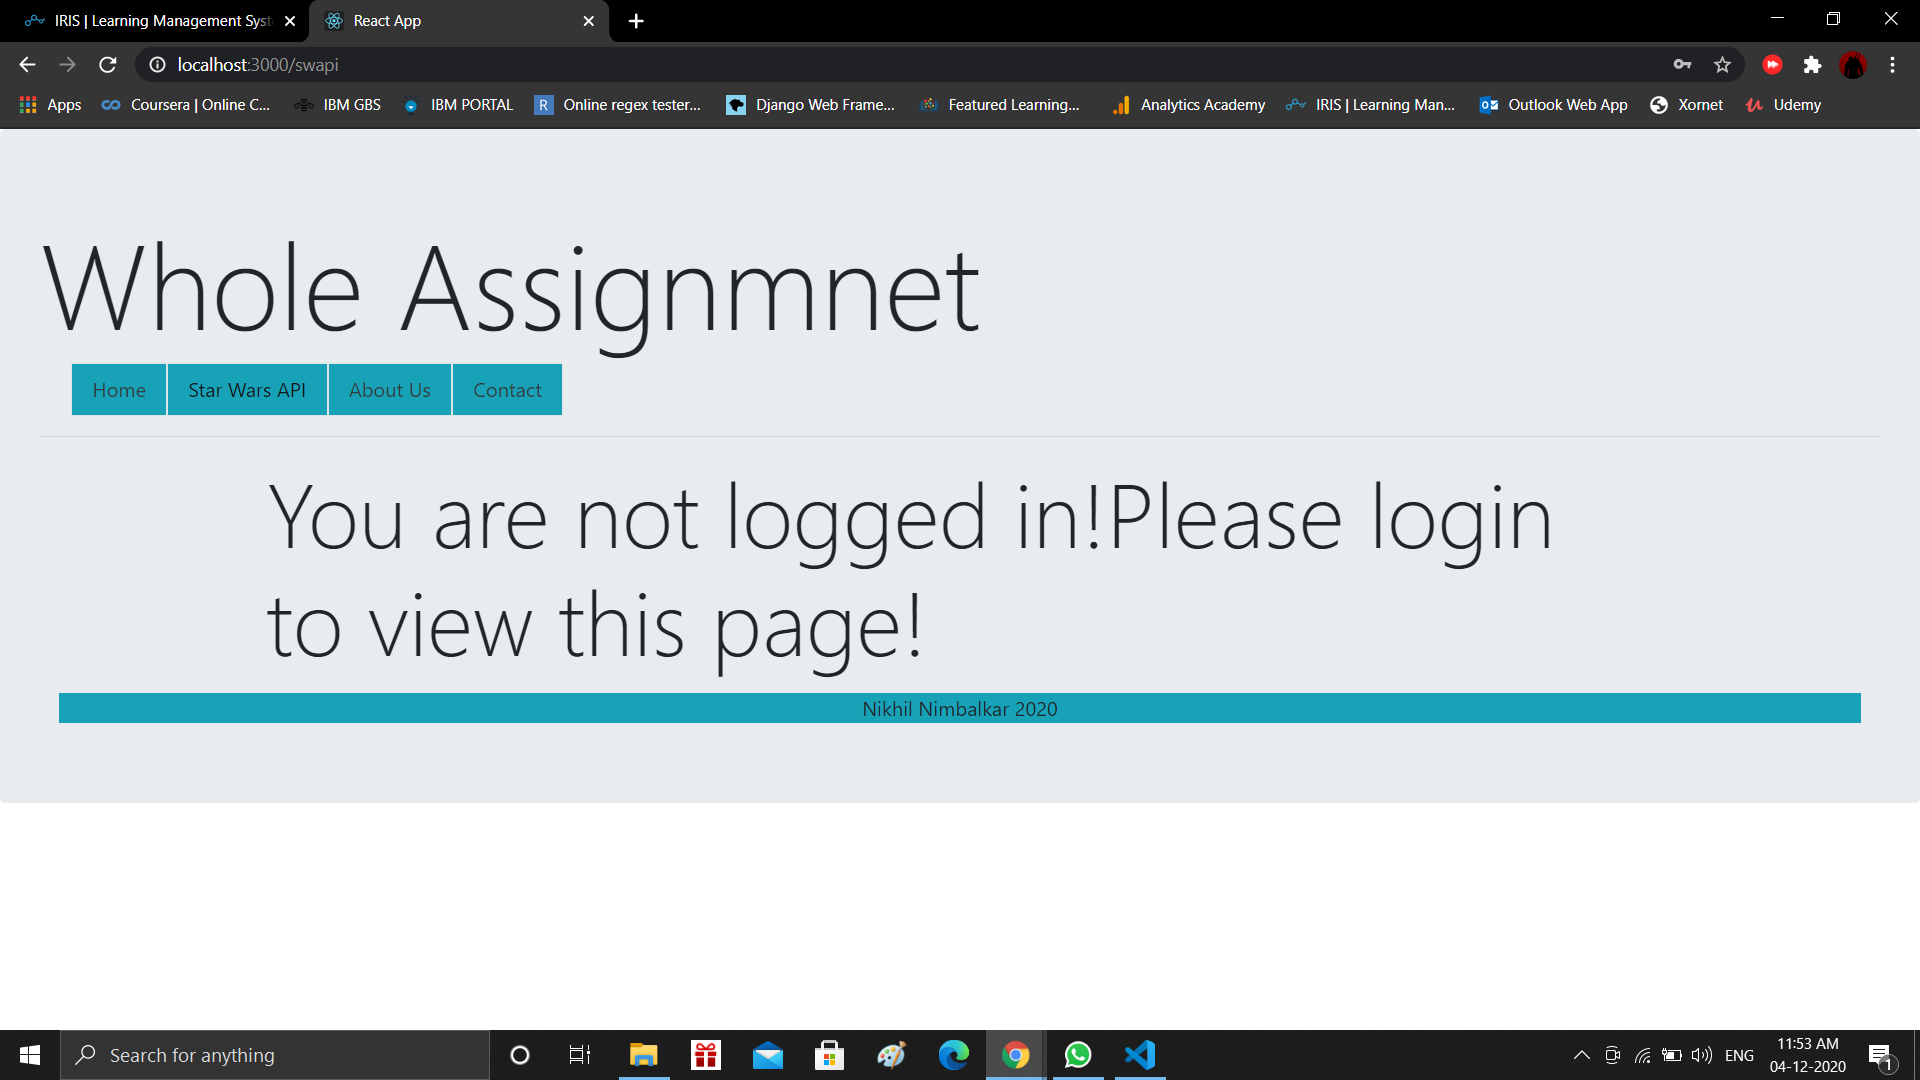 IRIS | Learning Management Syst
React App
localhost:3000/swapi
Apps
Coursera | Online C...
IBM GBS
IBM PORTAL
R
Online regex tester...
Django Web Frame...
Featured Learning...
Analytics Academy
IRIS | Learning Man...
Outlook Web App
Xornet
Udemy
Whole Assignmnet
Home
Star Wars API
About Us
Contact
You are not logged in!Please login
to view this page!
Nikhil Nimbalkar 2020
Search for anything
ENG
11:53 AM
04-12-2020
1